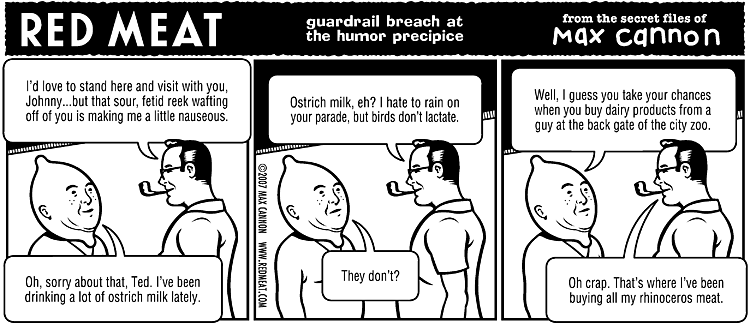 RED MEAT
guardrail breach at
the humor precipice
from the secret files of
Max Cannon
I'd love to stand here and visit with you,
Johnny...but that sour, fetid reek wafting
off of you is making me a little nauseous.
Oh, sorry about that, Ted. I've been
drinking a lot of ostrich milk lately.
©2007 MAX CANNON WWW.REDMEAT.COM
Ostrich milk, eh? I hate to rain on
your parade, but birds don't lactate.
They don't?
Well, I guess you take your chances
when you buy dairy products from a
guy at the back gate of the city zoo.
Oh crap. That's where I've been
buying all my rhinoceros meat.